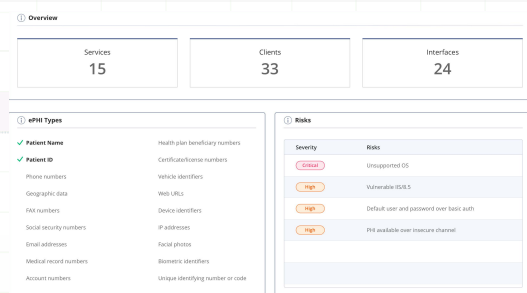 Overview
Services
15
Clients
33
Interfaces
24
ePHI Types
Patient Name
Health plan beneficiary numbers
Patient ID
Certificate/license numbers
Phone numbers
Vehicle identifiers
Geographic data
Web URLs
FAX numbers
Device identifiers
Social security numbers
IP addresses
Email addresses
Facial photos
Medical record numbers
Biometric identifiers
Account numbers
Unique identifying number or code
Risks
Severity Risks
Critical Unsupported OS
High Vulnerable IIS/8.5
High Default user and password over basic auth
High PHI available over insecure channel